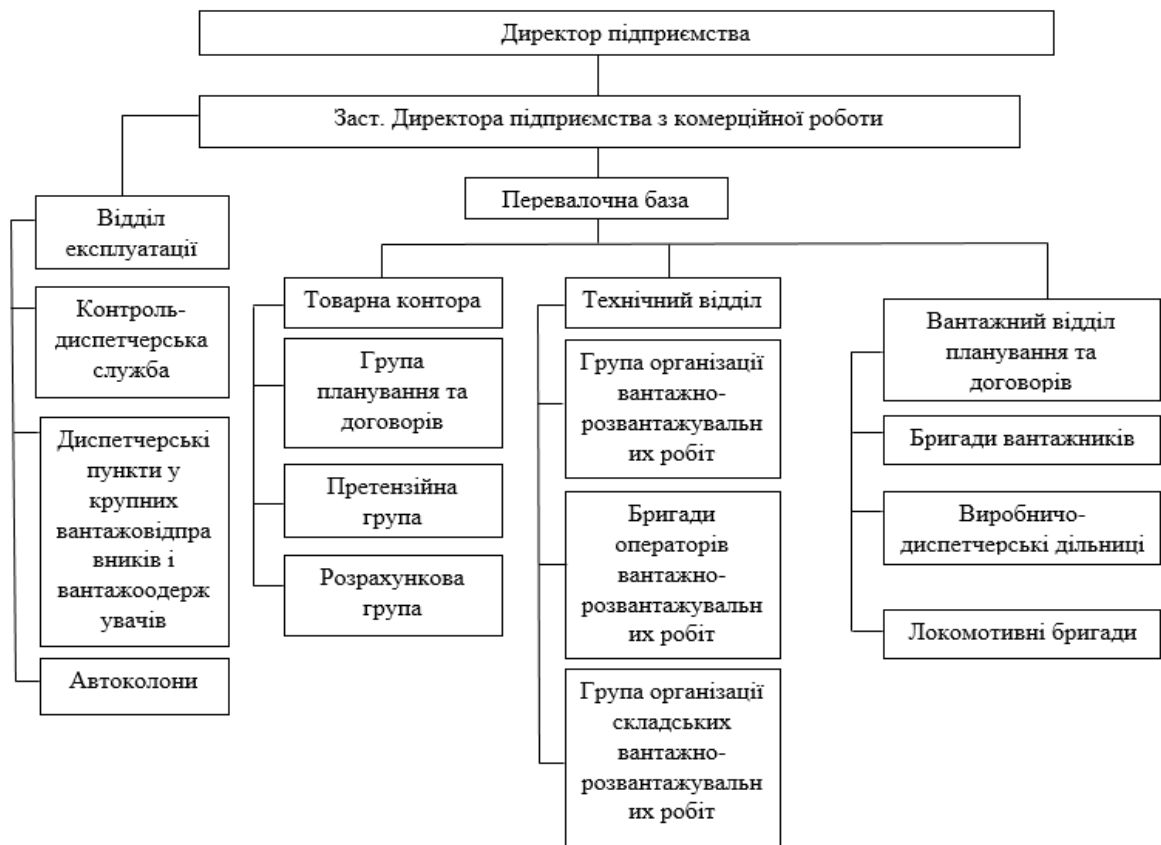 Директор підприємства
Заст. Директора підприємства з комерційної роботи
Перевалочна база
Відділ
експлуатації
Контроль-
диспетчерська
служба
Диспетчерські
пункти у
крупних
вантажовідпра
вників і
вантажоодерж
увачів
Автоколони
Товарна контора
Група
планування та
договорів
Претензійна
група
Розрахункова
група
Технічний відділ
Група організації
вантажно-
розвантажувальн
их робіт
Бригади
операторів
вантажно-
розвантажувальн
их робіт
Група організації
складських
вантажно-
розвантажувальн
их робіт
Вантажний відділ
планування та
договорів
Бригади вантажників
Виробничо-
диспетчерські дільниці
Локомотивні бригади